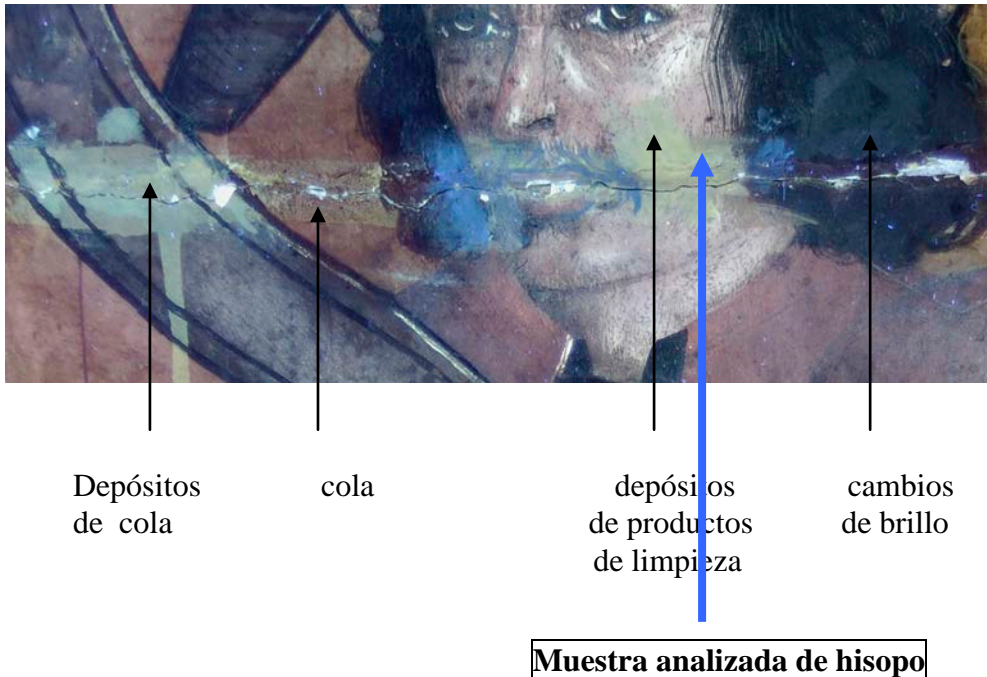 Depósitos
de cola
cola
depósitos
de productos
de limpieza
cambios
de brillo
Muestra analizada de hisopo